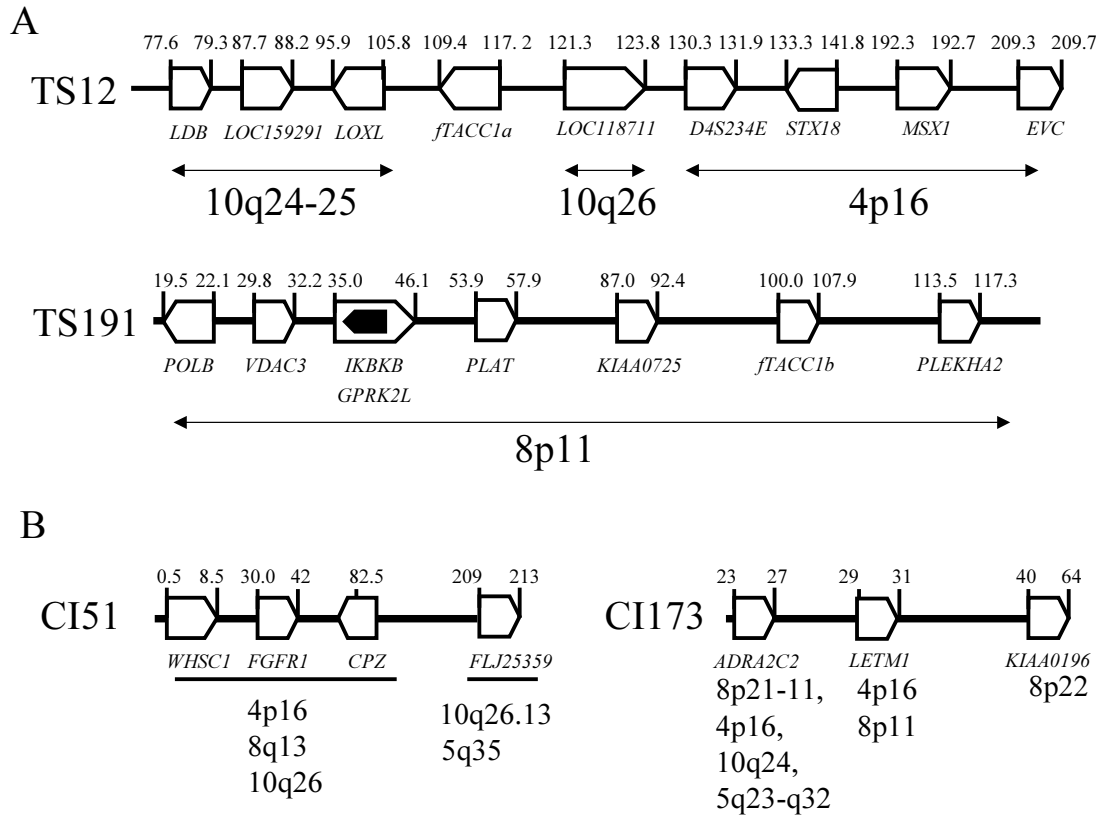 A
77.6 79.3 87.7 88.2 95.9 105.8 109.4 117. 2 121.3 123.8 130.3 131.9 133.3 141.8 192.3 192.7 209.3 209.7
TS12
LDB LOC159291 LOXL fTACC1a LOC118711 D4S234E STX18 MSX1 EVC
10q24-25 10q26 4p16
19.5 22.1 29.8 32.2 35.0 46.1 53.9 57.9 87.0 92.4 100.0 107.9 113.5 117.3
TS191
POLB VDAC3 IKBKB PLAT KIAA0725 fTACC1b PLEKHA2
GPRK2L
8p11
B
0.5 8.5 30.0 42 82.5 209 213 23 27 29 31 40 64
CI51 CI173
WHSC1 FGFR1 CPZ FLJ25359 ADRA2C2 LETM1 KIAA0196
4p16 10q26.13 8p21-11, 4p16 8p22
8q13 5q35 4p16, 8p11
10q26 10q24,
5q23-q32